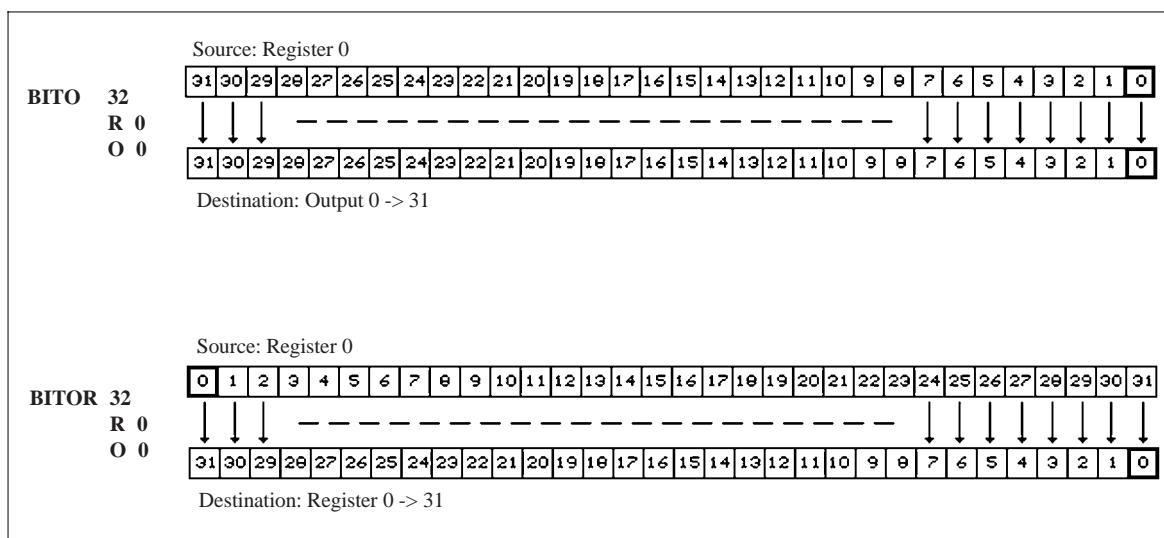 Source: Register 0
31 30 29 28 27 26 25 24 23 22 21 20 19 18 17 16 15 14 13 12 11 10 9 8 7 6 5 4 3 2 1 0
BITO 32
R 0
O 0
31 30 29 28 27 26 25 24 23 22 21 20 19 18 17 16 15 14 13 12 11 10 9 8 7 6 5 4 3 2 1 0
Destination: Output 0 -> 31
Source: Register 0
0 1 2 3 4 5 6 7 8 9 10 11 12 13 14 15 16 17 18 19 20 21 22 23 24 25 26 27 28 29 30 31
BITOR 32
R 0
O 0
31 30 29 28 27 26 25 24 23 22 21 20 19 18 17 16 15 14 13 12 11 10 9 8 7 6 5 4 3 2 1 0
Destination: Register 0 -> 31